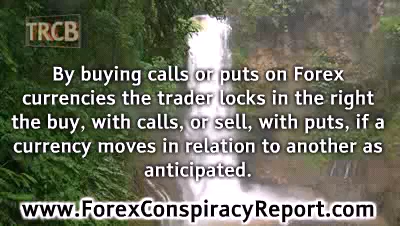 TRCB
By buying calls or puts on Forex
currencies the trader locks in the right
the buy, with calls, or sell, with puts, if a
currency moves in relation to another as
anticipated.
www.ForexConspiracyReport.com